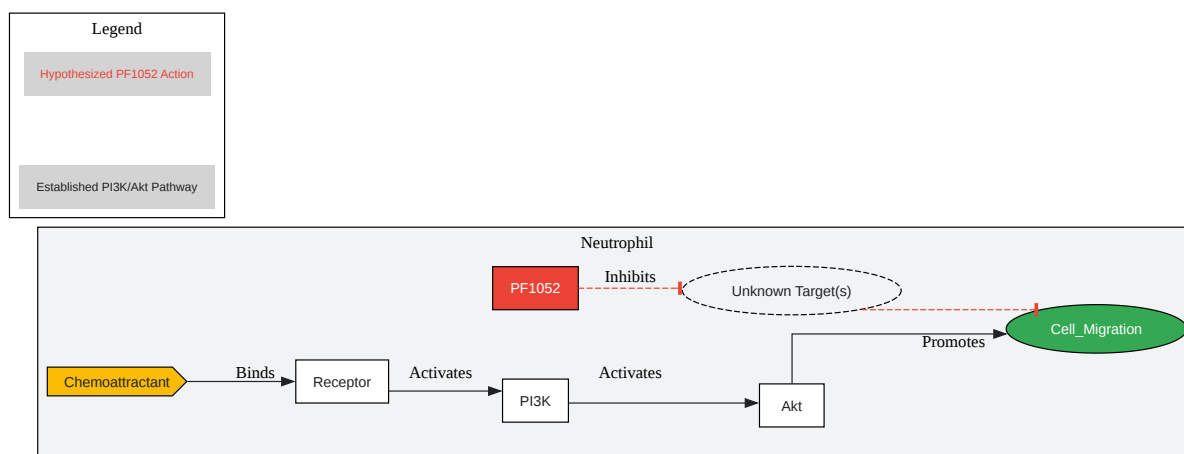 Legend
Hypothesized PF1052 Action
Established PI3K/Akt Pathway
Neutrophil
PF1052
Inhibits
Unknown Target(s)
Cell_Migration
Promotes
Chemoattractant
Binds
Receptor
Activates
PI3K
Activates
Akt